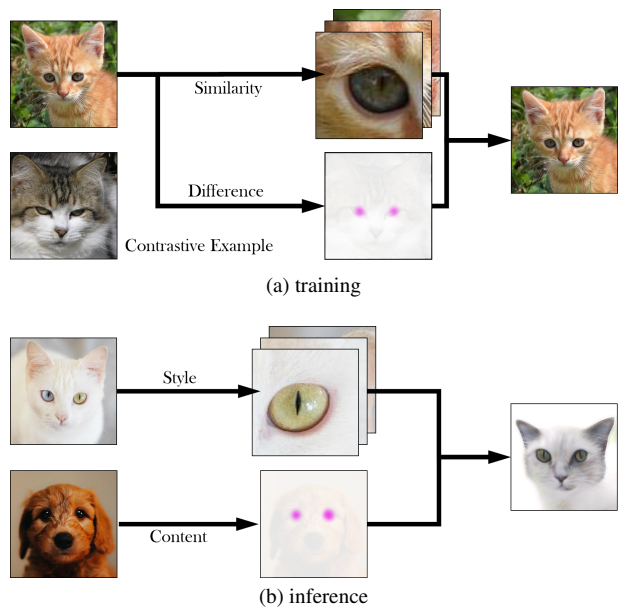 Similarity
Difference
Contrastive Example
(a) training
Style
Content
(b) inference